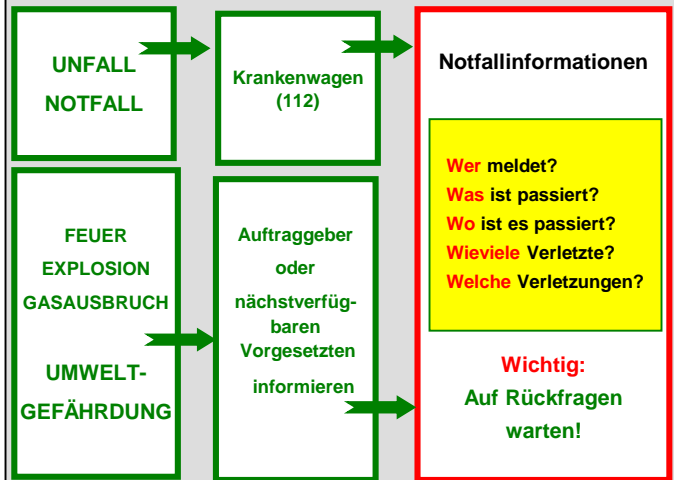 UNFALL
NOTFALL
Krankenwagen
(112)
Notfallinformationen
Wer meldet?
Was ist passiert?
Wo ist es passiert?
Wieviele Verletzte?
Welche Verletzungen?
Wichtig:
Auf Rückfragen
warten!
FEUER
EXPLOSION
GASAUSBRUCH
UMWELT-
GEFÄHRDUNG
Auftraggeber
oder
nächstverfüg-
baren
Vorgesetzten
informieren